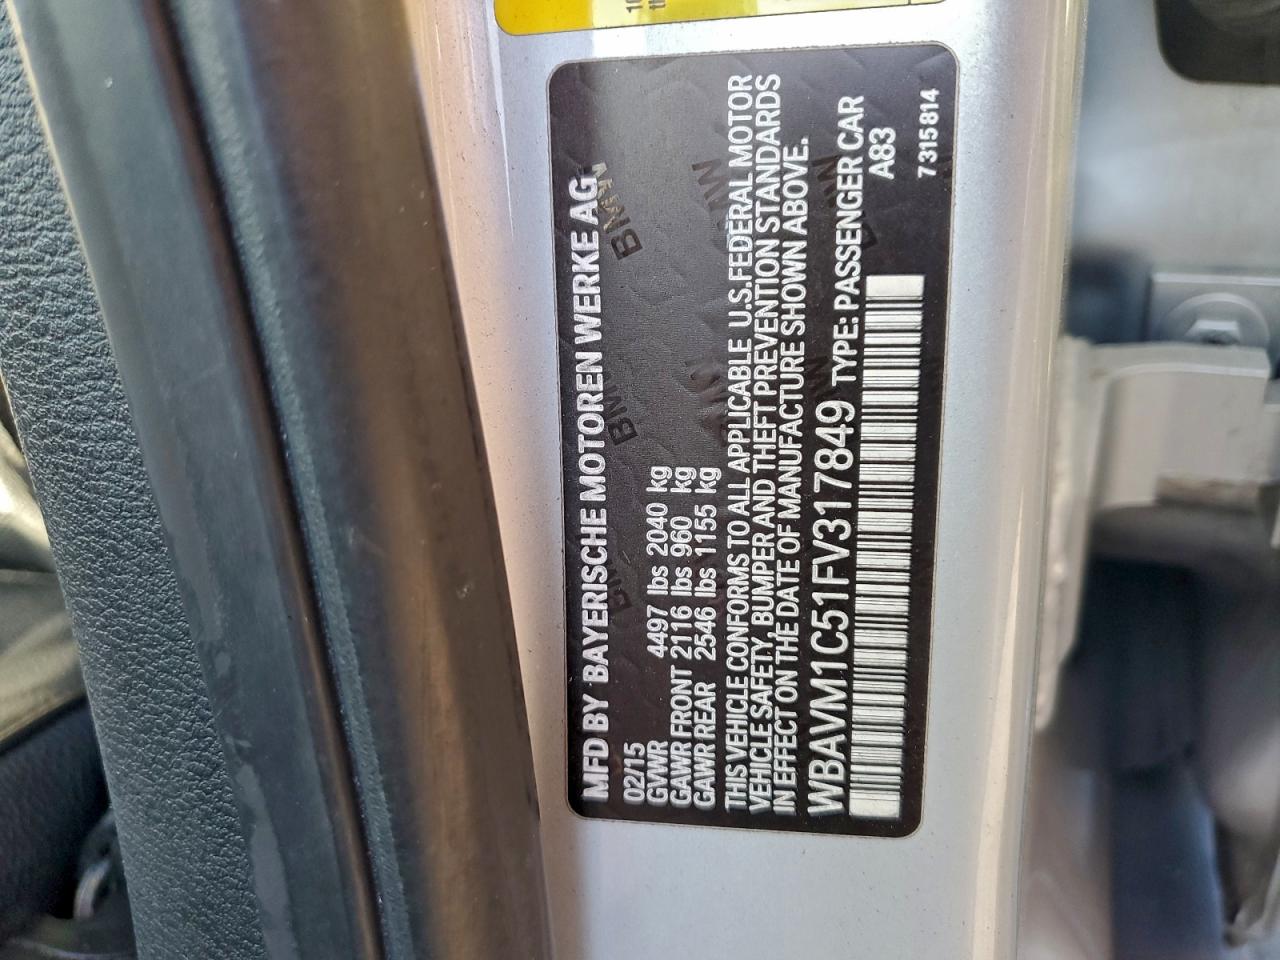 MFD BY BAYERISCHE MOTOREN WERKE AG
02/15
GVWR 4497 lbs 2040 kg
GAWR FRONT 2116 lbs 960 kg
GAWR REAR 2546 lbs 1155 kg
THIS VEHICLE CONFORMS TO ALL APPLICABLE U.S.FEDERAL MOTOR
VEHICLE SAFETY, BUMPER AND THEFT PREVENTION STANDARDS
IN EFFECT ON THE DATE OF MANUFACTURE SHOWN ABOVE.
WBAVM1C51FV317849 TYPE: PASSENGER CAR
A83
7315814